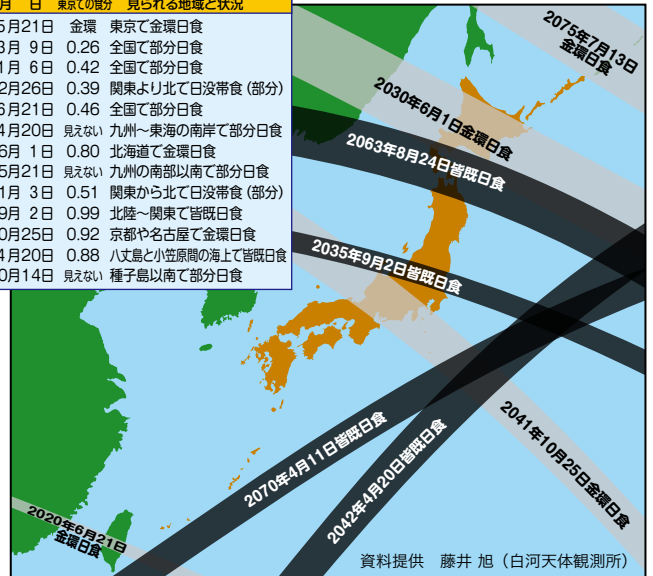 月 日 東京での食分 見られる地域と状況
5月21日 金環 東京で金環日食
3月 9日 0.26 全国で部分日食
1月 6日 0.42 全国で部分日食
2月26日 0.39 関東より北で日没帯食(部分)
6月21日 0.46 全国で部分日食
4月20日 見えない 九州〜東海の南岸で部分日食
6月 1日 0.80 北海道で金環日食
5月21日 見えない 九州の南部以南で部分日食
1月 3日 0.51 関東から北で日没帯食(部分)
9月 2日 0.99 北陸〜関東で皆既日食
0月25日 0.92 京都や名古屋で金環日食
4月20日 0.88 八丈島と小笠原間の海上で皆既日食
0月14日 見えない 種子島以南で部分日食
2075年7月13日
金環日食
2030年6月1日金環日食
2063年8月24日皆既日食
2035年9月2日皆既日食
2041年10月25日金環日食
2070年4月11日皆既日食
2042年4月20日皆既日食
2020年6月21日
金環日食
資料提供 藤井 旭(白河天体観測所)